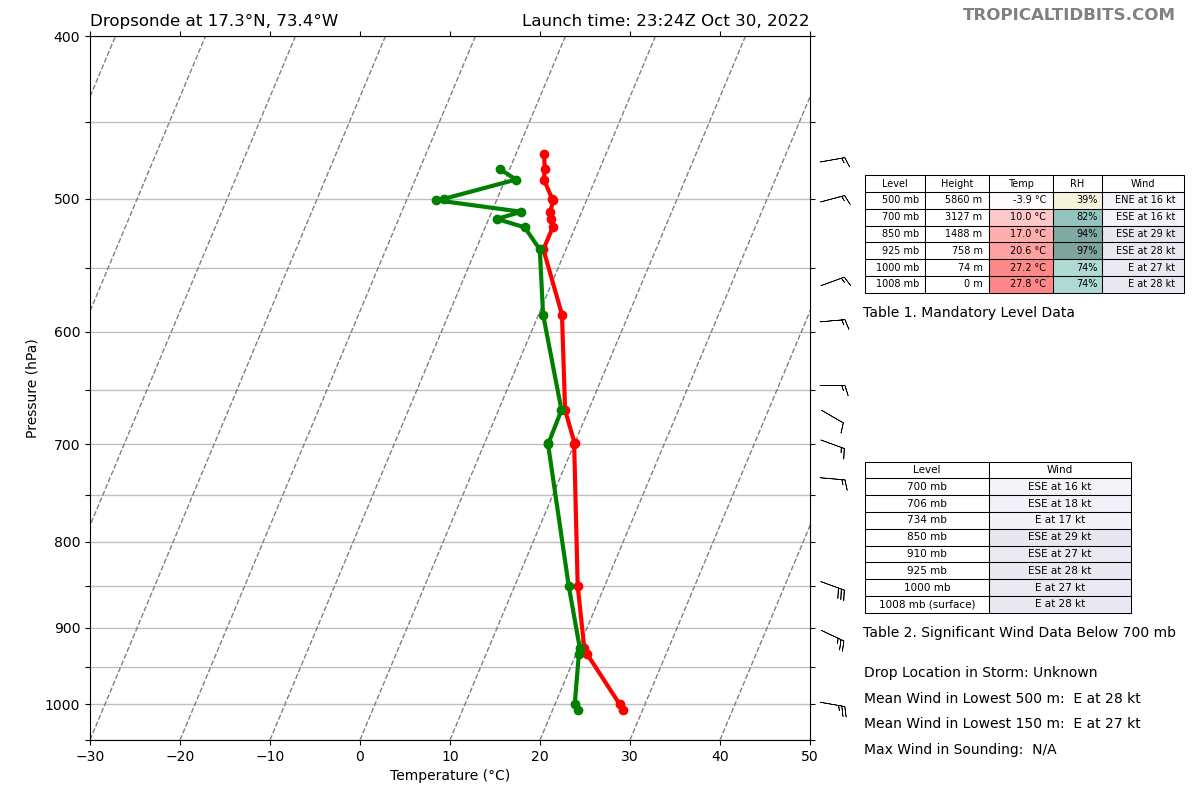 Dropsonde at 17.3°N, 73.4°W
Launch time: 23:24Z Oct 30, 2022
TROPICALTIDBITS.COM
400
500
600
700
800
900
1000
Pressure (hPa)
−30 −20 −10 0 10 20 30 40 50
Temperature (°C)
Level Height Temp RH Wind
500 mb 5860 m -3.9 °C 39% ENE at 16 kt
700 mb 3127 m 10.0 °C 82% ESE at 16 kt
850 mb 1488 m 17.0 °C 94% ESE at 29 kt
925 mb 758 m 20.6 °C 97% ESE at 28 kt
1000 mb 74 m 27.2 °C 74% E at 27 kt
1008 mb 0 m 27.8 °C 74% E at 28 kt
Table 1. Mandatory Level Data
Level Wind
700 mb ESE at 16 kt
706 mb ESE at 18 kt
734 mb E at 17 kt
850 mb ESE at 29 kt
910 mb ESE at 27 kt
925 mb ESE at 28 kt
1000 mb E at 27 kt
1008 mb (surface) E at 28 kt
Table 2. Significant Wind Data Below 700 mb
Drop Location in Storm: Unknown
Mean Wind in Lowest 500 m: E at 28 kt
Mean Wind in Lowest 150 m: E at 27 kt
Max Wind in Sounding: N/A